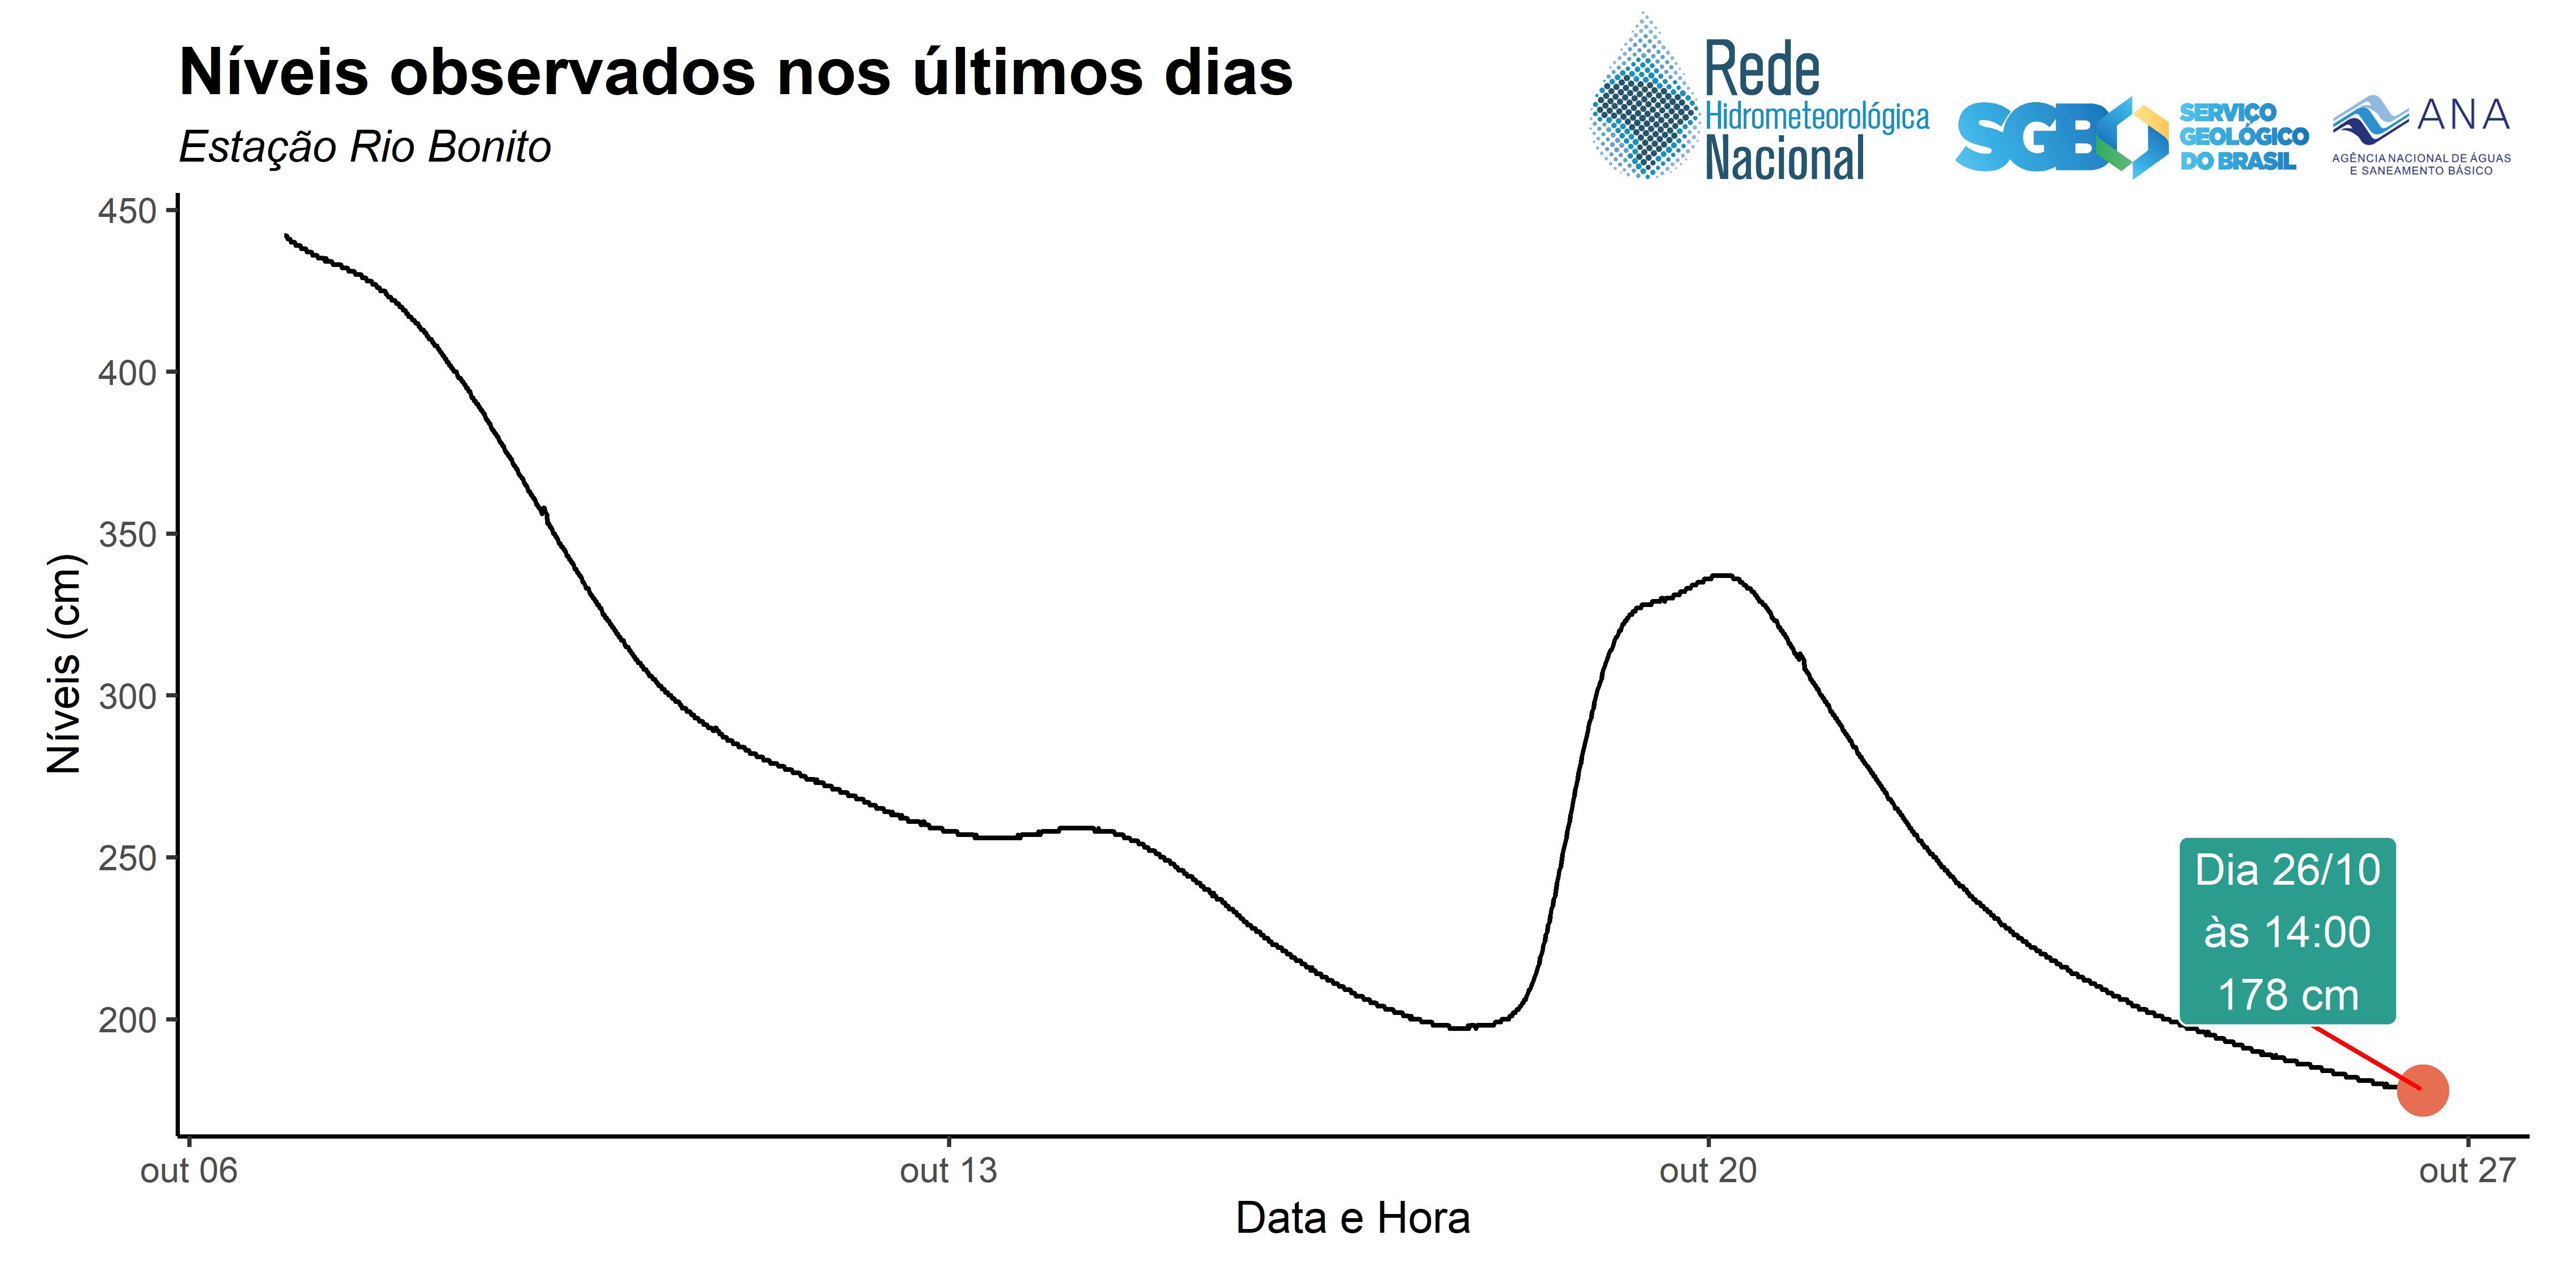 Níveis observados nos últimos dias
Estação Rio Bonito
Rede
Hidrometeorológica
Nacional
SGB
SERVIÇO
GEOLÓGICO
DO BRASIL
ANA
AGÊNCIA NACIONAL DE ÁGUAS
E SANEAMENTO BÁSICO
450
400
350
300
250
200
Níveis (cm)
Dia 26/10
às 14:00
178 cm
out 06
out 13
out 20
out 27
Data e Hora